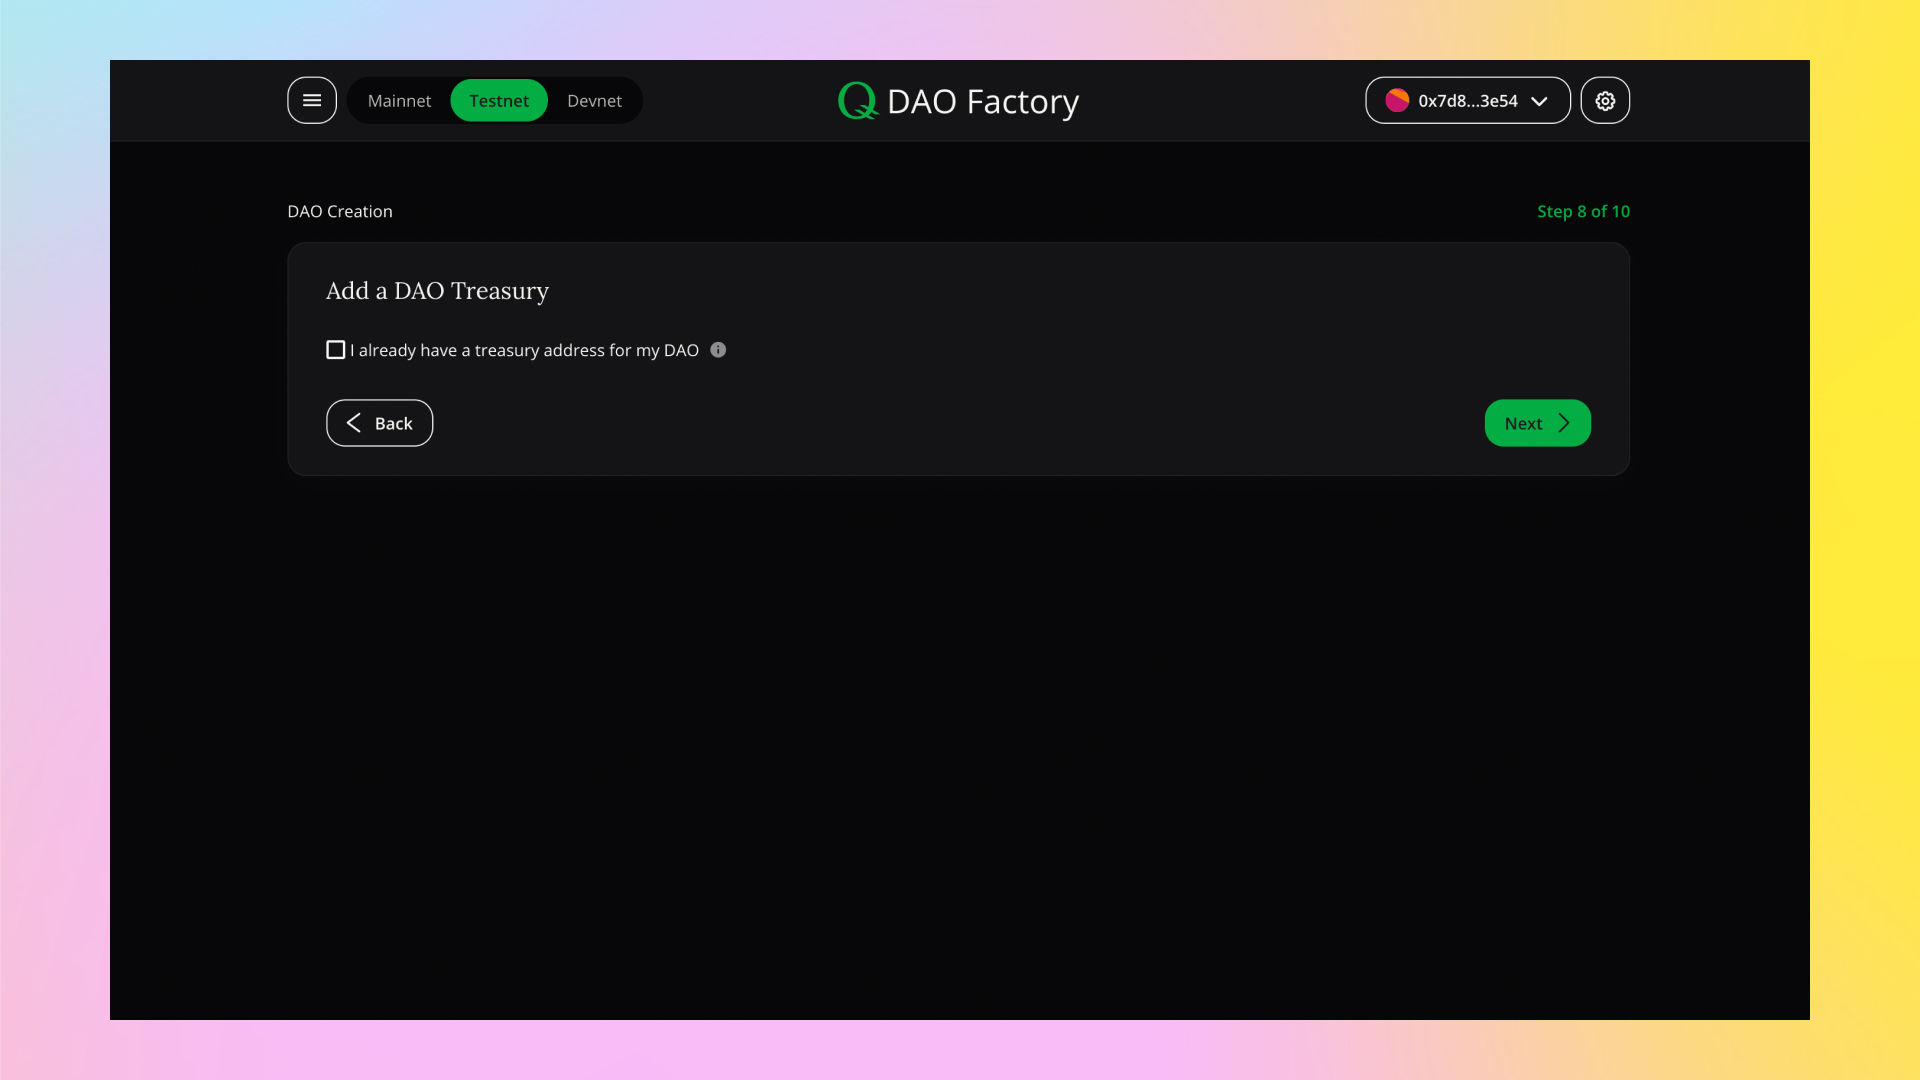 Mainnet Testnet Devnet
Q DAO Factory
0x7d8...3e54
DAO Creation
Step 8 of 10
Add a DAO Treasury
I already have a treasury address for my DAO
Back
Next